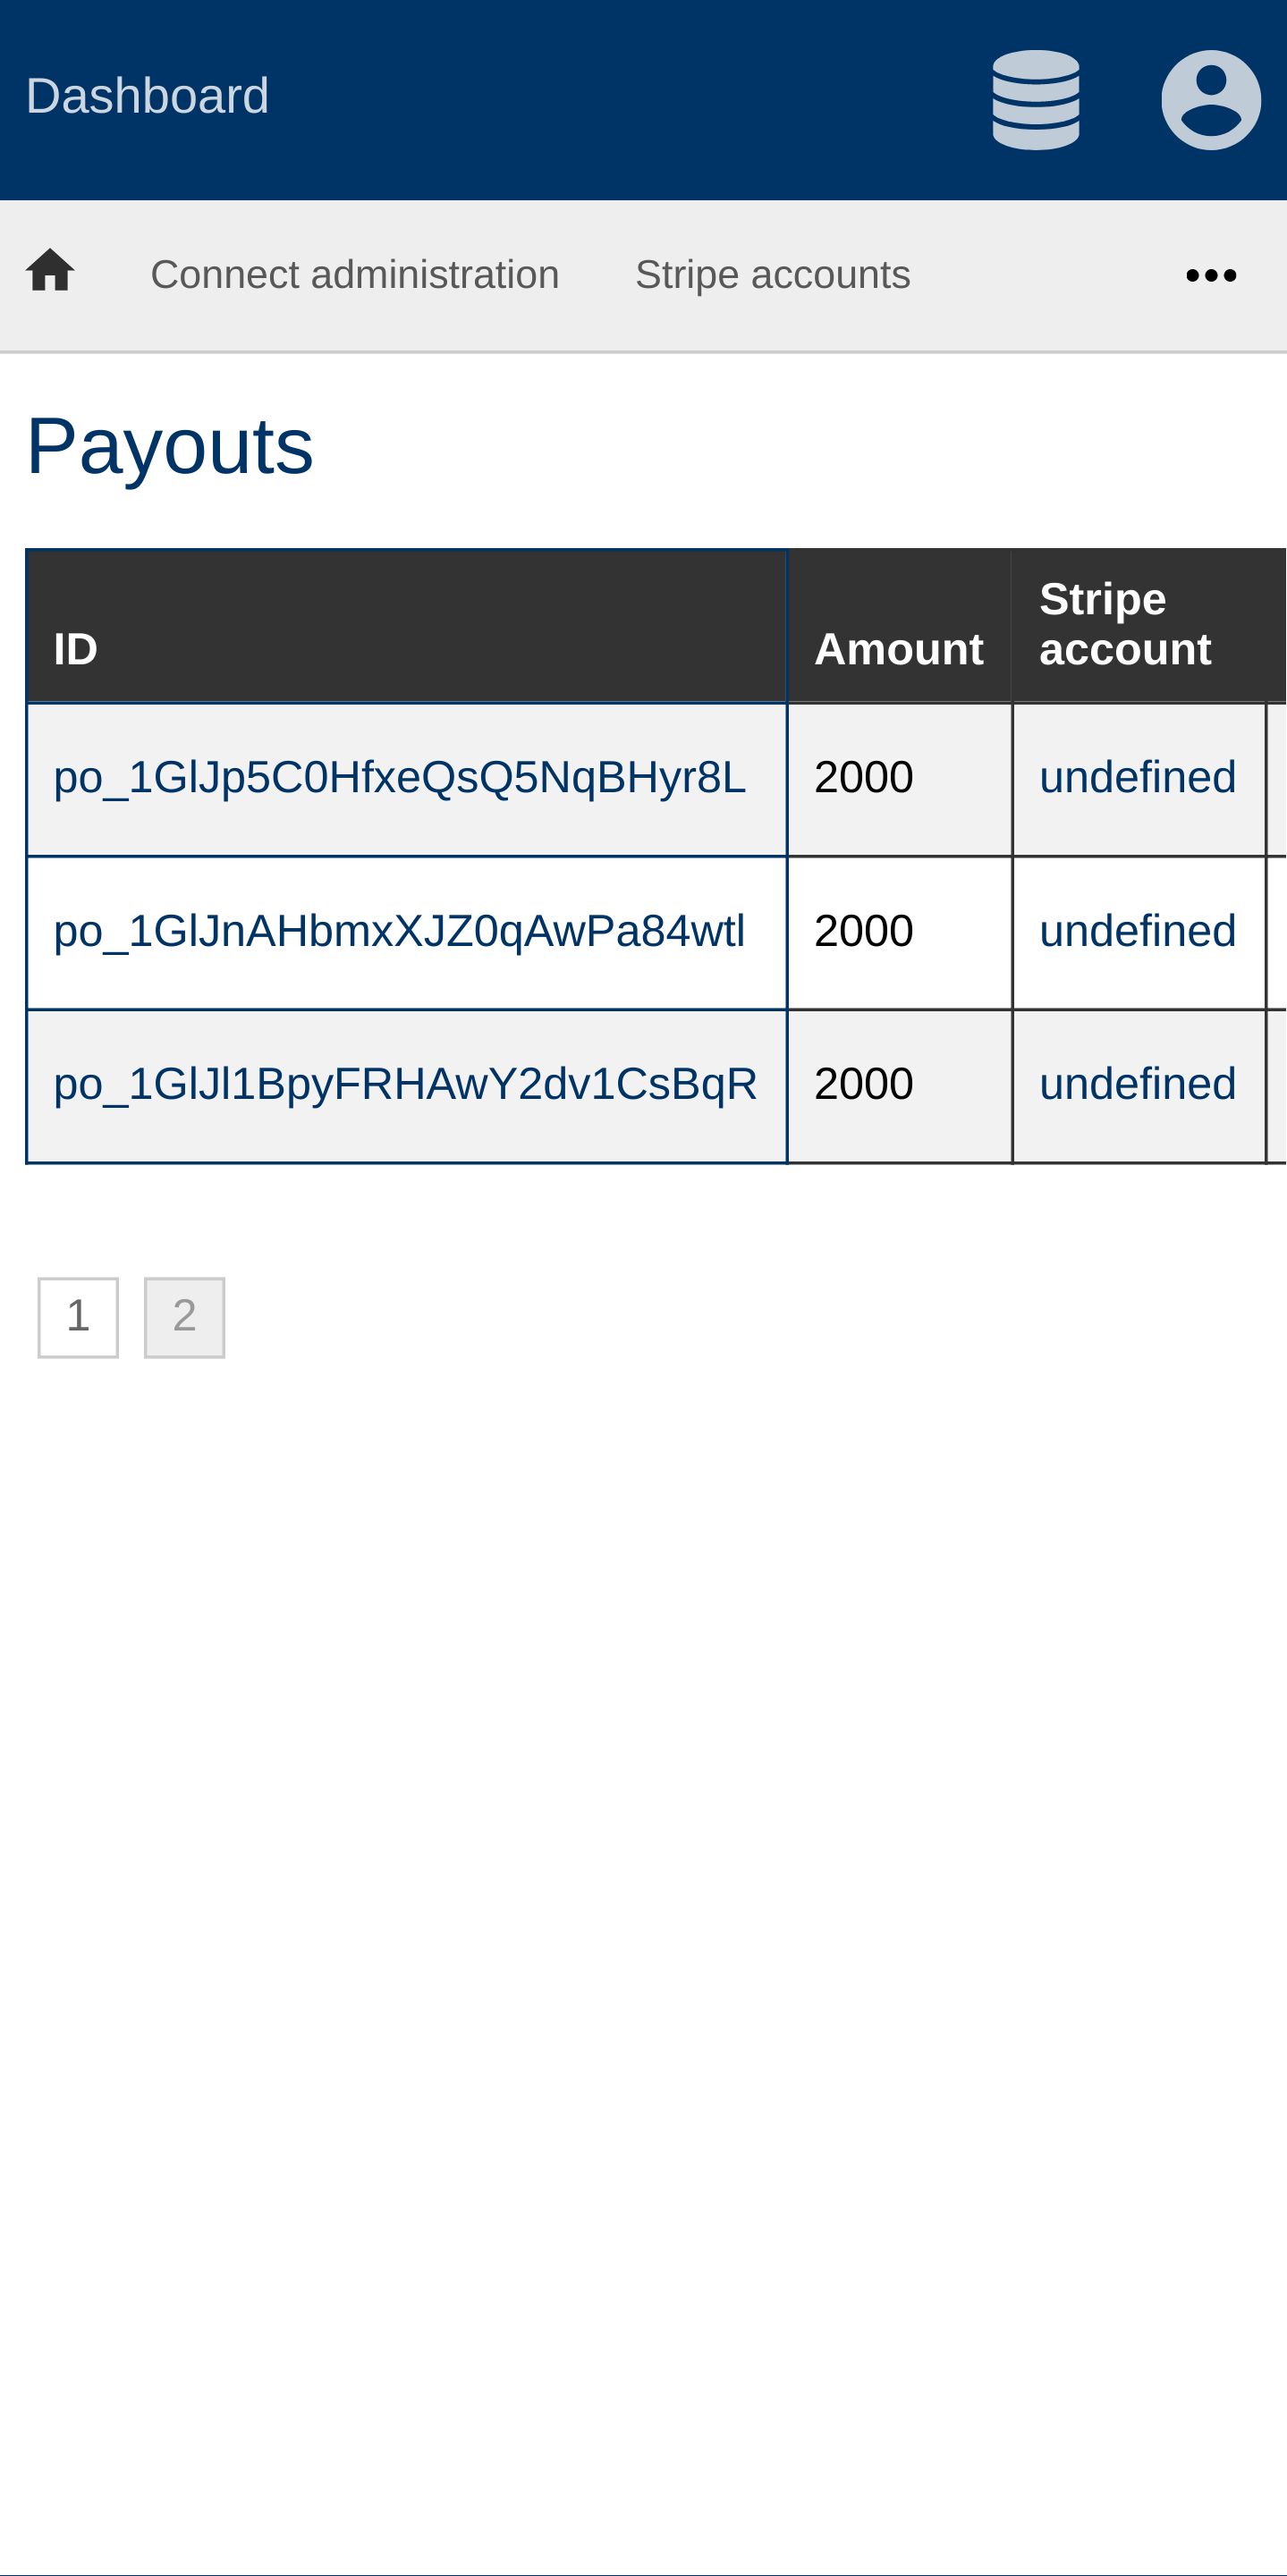 Dashboard
Connect administration Stripe accounts
Payouts
ID Amount Stripe account
po_1GlJp5C0HfxeQsQ5NqBHyr8L 2000 undefined
po_1GlJnAHbmxXJZ0qAwPa84wtl 2000 undefined
po_1GlJl1BpyFRHAwY2dv1CsBqR 2000 undefined
1 2